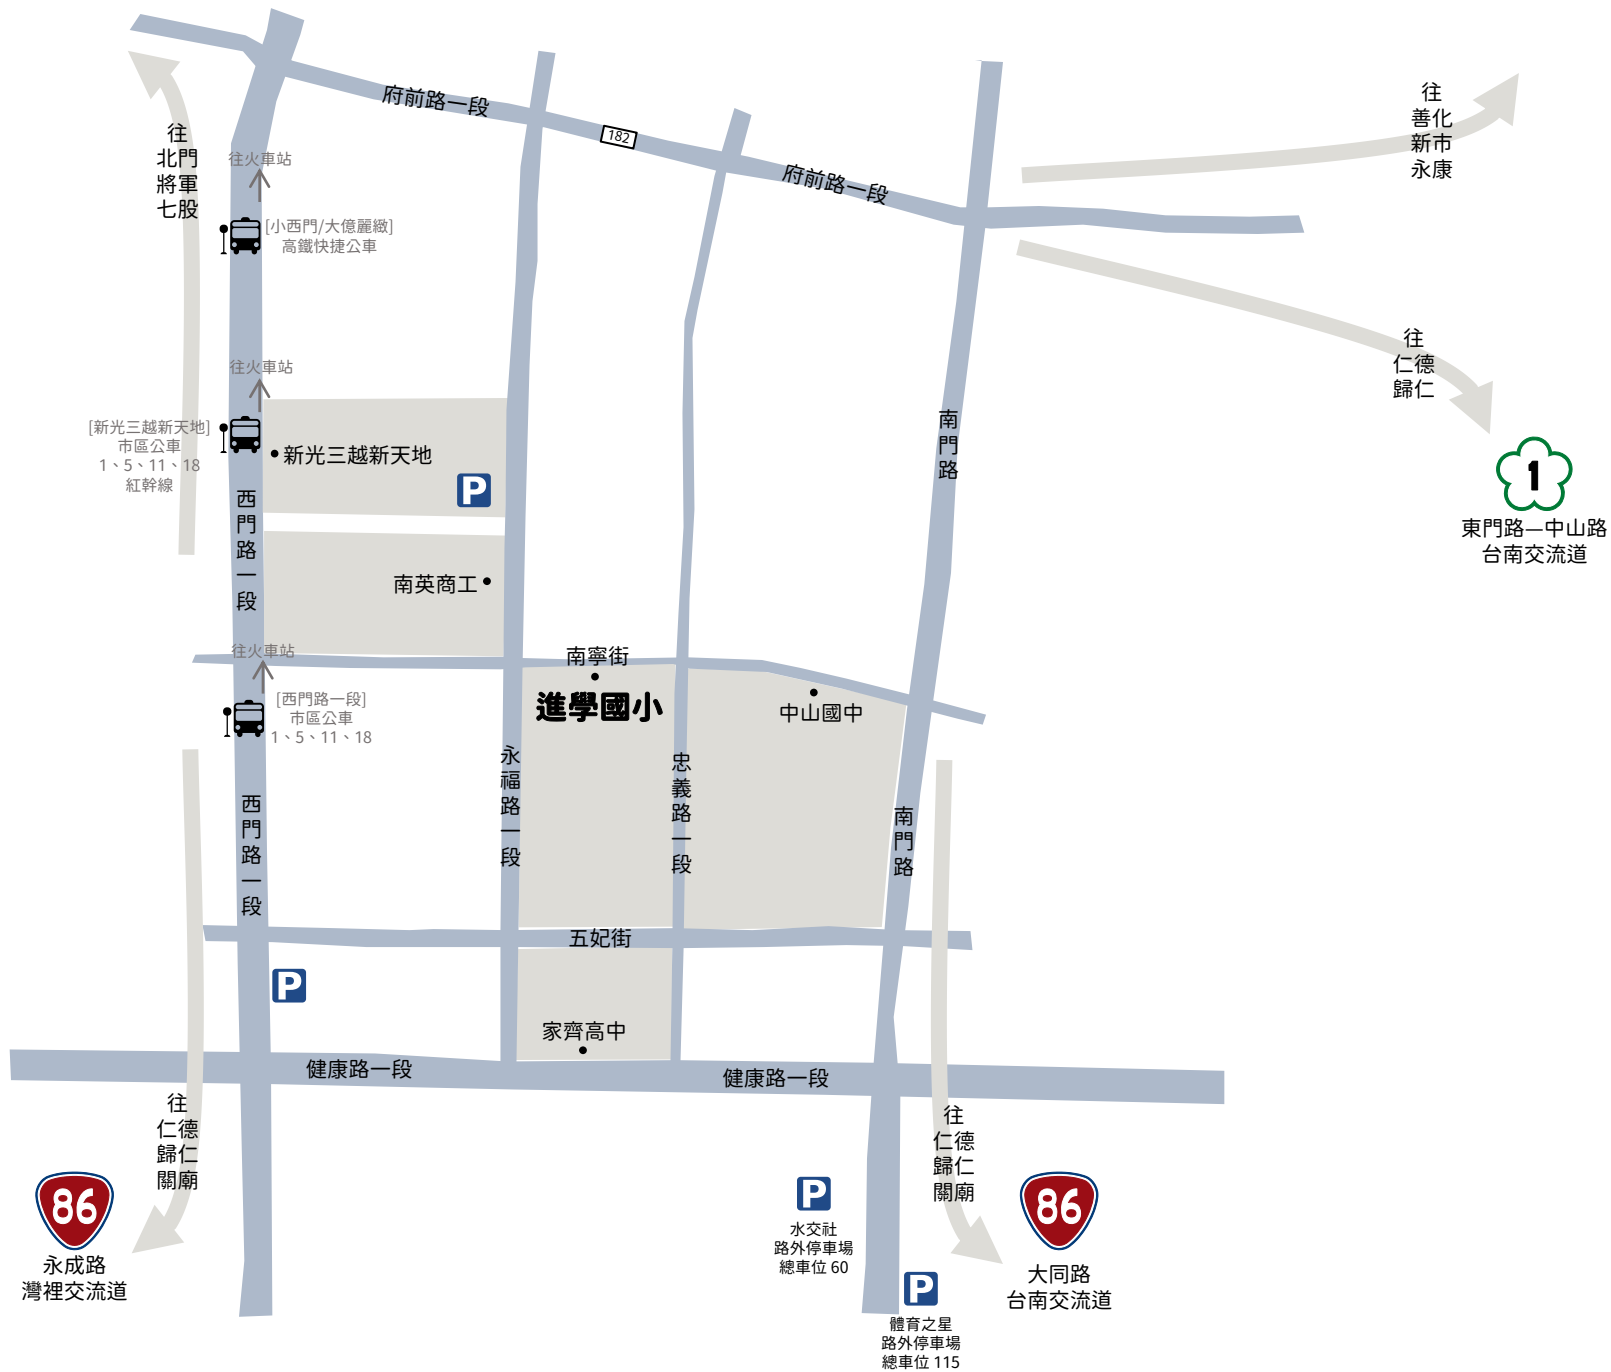 府前路一段
182
府前路一段
往
善化
新市
永康
往
北門
將軍
七股
往火車站
[小西門/大億麗緻]
高鐵快捷公車
往
仁德
歸仁
往火車站
[新光三越新天地]
市區公車
1、5、11、18
紅幹線
新光三越新天地
P
南門路
1
東門路—中山路
台南交流道
西門路一段
南英商工
往火車站
南寧街
進學國小
中山國中
[西門路一段]
市區公車
1、5、11、18
永福路一段
忠義路一段
西門路一段
南門路
五妃街
P
家齊高中
健康路一段
健康路一段
往
仁德
歸仁
關廟
往
仁德
歸仁
關廟
86
永成路
灣裡交流道
P
水交社
路外停車場
總車位 60
86
大同路
台南交流道
P
體育之星
路外停車場
總車位 115